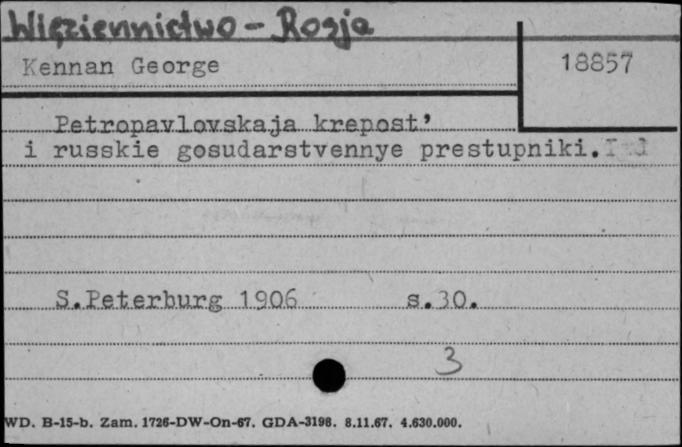 Więziennictwo - Rosja
Kennan George
18857
Petropavlovskaja krepost’
i russkie gosudarstvennye prestupniki.
S.Peterburg 1906 s.30.
3
WD. B-15-b. Zam. 1726-DW-On-67. GDA-3198. 8.11.67. 4.630.000.